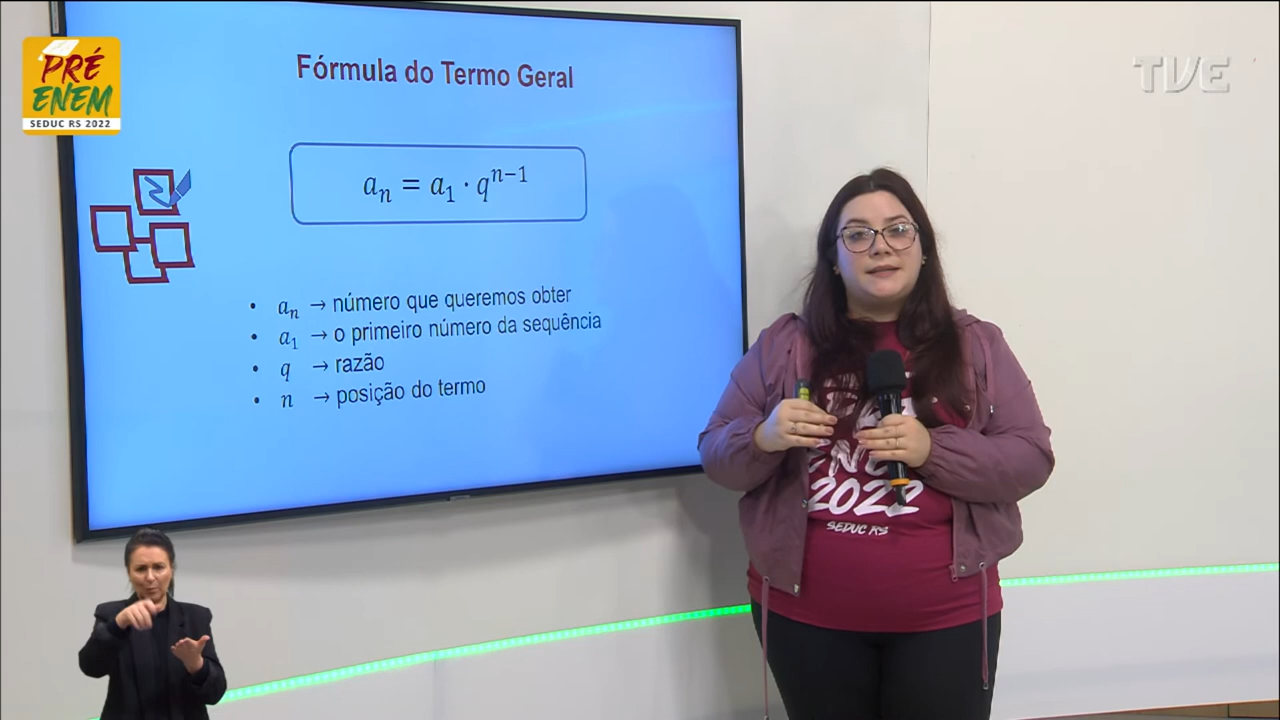 PRÉ
ENEM
SEDUC RS 2022
TVE
Fórmula do Termo Geral
aₙ = a₁ · qⁿ⁻¹
• aₙ → número que queremos obter
• a₁ → o primeiro número da sequência
• q → razão
• n → posição do termo
2022
SEDUC RS